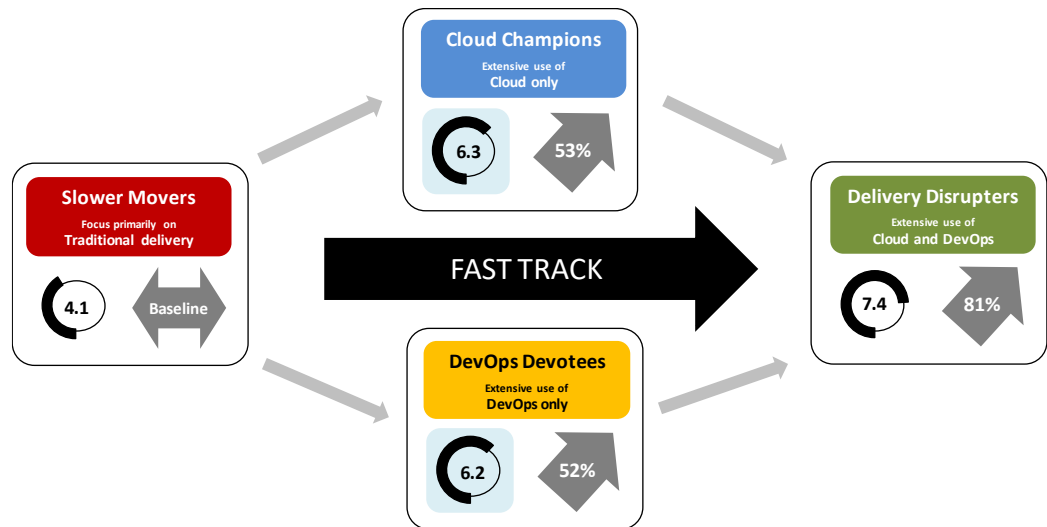 Cloud Champions
Extensive use of
Cloud only
6.3
53%
Slower Movers
Focus primarily on
Traditional delivery
4.1
Baseline
FAST TRACK
Delivery Disrupters
Extensive use of
Cloud and DevOps
7.4
81%
DevOps Devotees
Extensive use of
DevOps only
6.2
52%